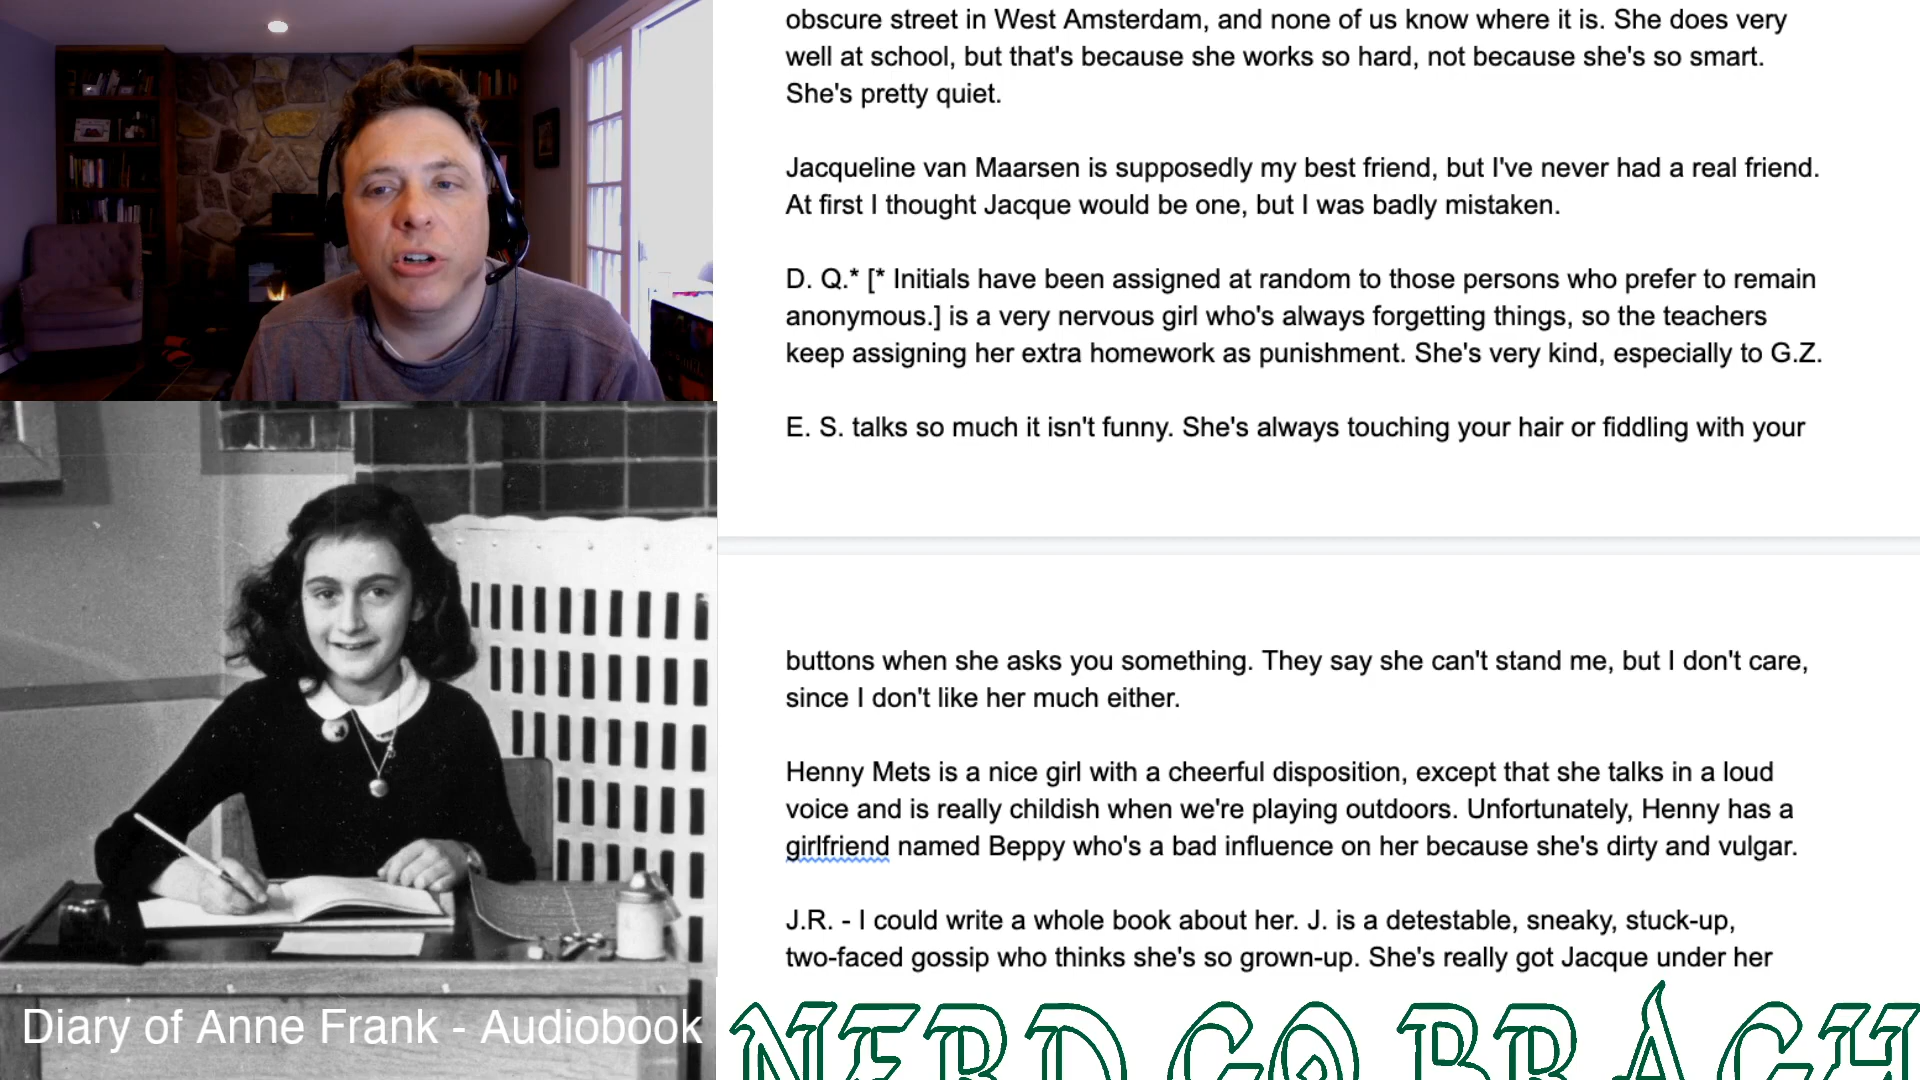 obscure street in West Amsterdam, and none of us know where it is. She does very
well at school, but that's because she works so hard, not because she's so smart.
She's pretty quiet.
Jacqueline van Maarsen is supposedly my best friend, but I've never had a real friend.
At first I thought Jacque would be one, but I was badly mistaken.
D. Q.* [* Initials have been assigned at random to those persons who prefer to remain
anonymous.] is a very nervous girl who's always forgetting things, so the teachers
keep assigning her extra homework as punishment. She's very kind, especially to G.Z.
E. S. talks so much it isn't funny. She's always touching your hair or fiddling with your
buttons when she asks you something. They say she can't stand me, but I don't care,
since I don't like her much either.
Henny Mets is a nice girl with a cheerful disposition, except that she talks in a loud
voice and is really childish when we're playing outdoors. Unfortunately, Henny has a
girlfriend named Beppy who's a bad influence on her because she's dirty and vulgar.
J.R. - I could write a whole book about her. J. is a detestable, sneaky, stuck-up,
two-faced gossip who thinks she's so grown-up. She's really got Jacque under her
Diary of Anne Frank - Audiobook
NERD GO BRAGH